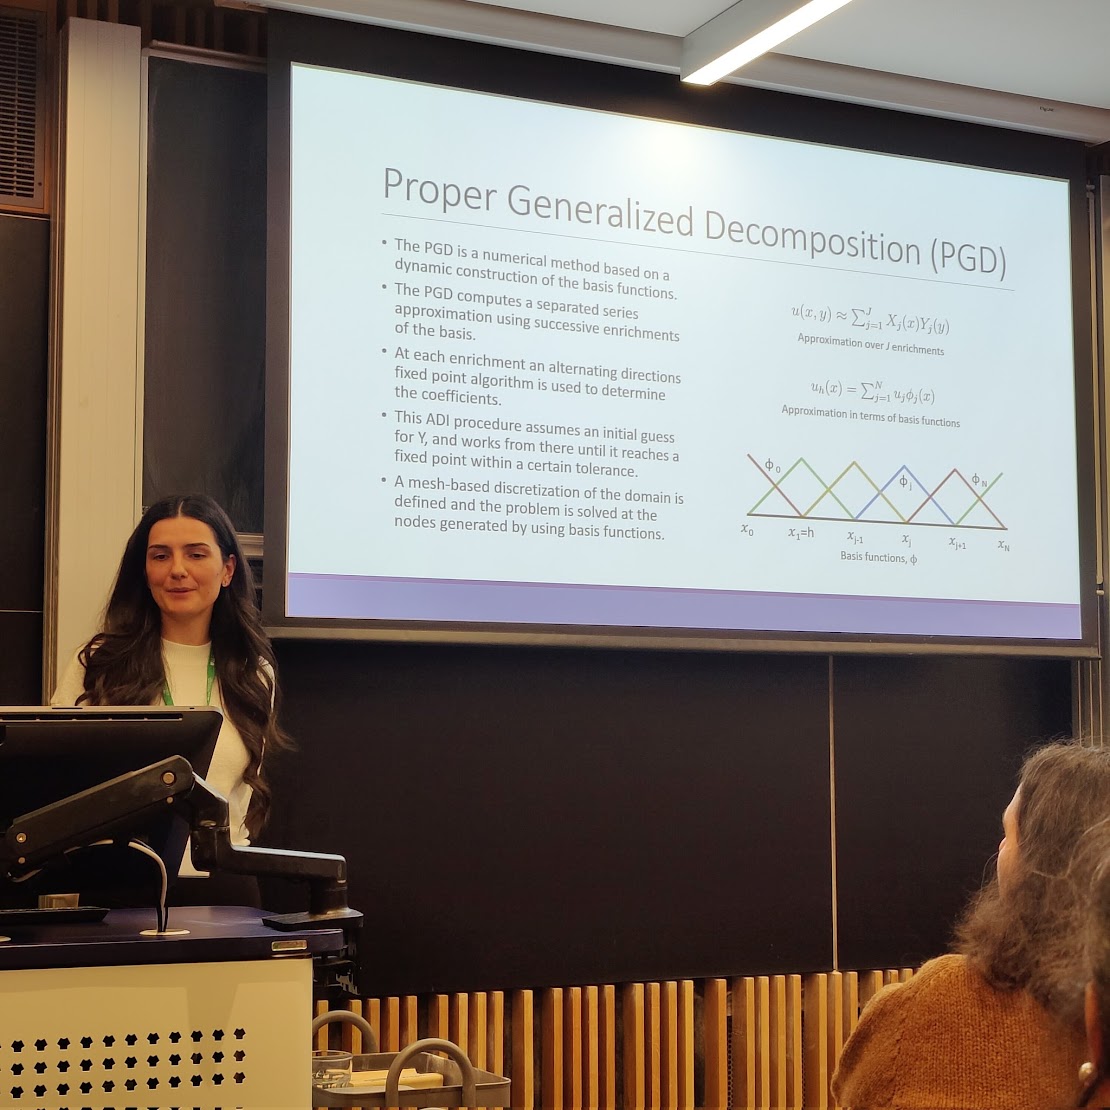 Proper Generalized Decomposition (PGD)
• The PGD is a numerical method based on a
dynamic construction of the basis functions.
• The PGD computes a separated series
approximation using successive enrichments
of the basis.
• At each enrichment an alternating directions
fixed point algorithm is used to determine
the coefficients.
• This ADI procedure assumes an initial guess
for Y, and works from there until it reaches a
fixed point within a certain tolerance.
• A mesh-based discretization of the domain is
defined and the problem is solved at the
nodes generated by using basis functions.
u(x, y) ≈ ∑_{j=1}^{J} X_j(x)Y_j(y)
Approximation over J enrichments
u_h(x) = ∑_{j=1}^{N} u_jϕ_j(x)
Approximation in terms of basis functions
ϕ_0 ϕ_j ϕ_N
x_0 x_1=h x_{j-1} x_j x_{j+1} x_N
Basis functions, ϕ